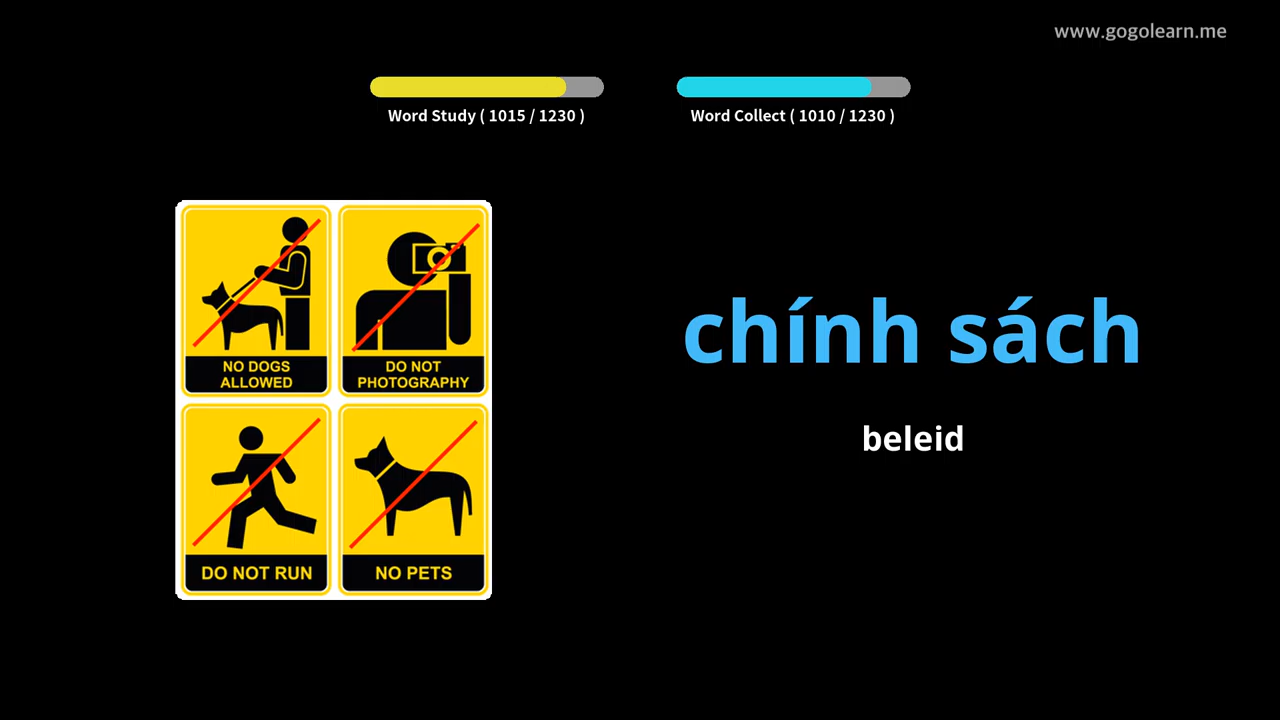 www.gogolearn.me
Word Study ( 1015 / 1230 )
Word Collect ( 1010 / 1230 )
NO DOGS
ALLOWED
DO NOT
PHOTOGRAPHY
DO NOT RUN
NO PETS
chính sách
beleid